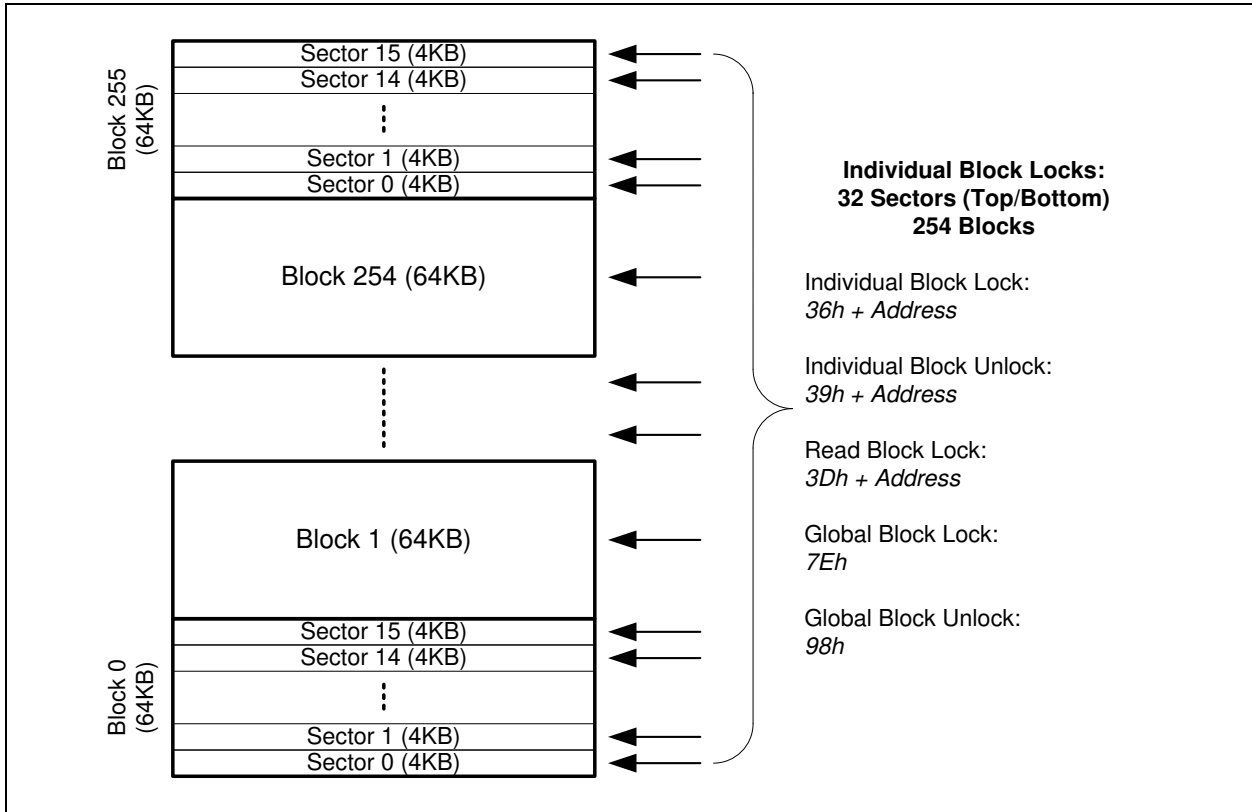 Block 255
(64KB)
Sector 15 (4KB)
Sector 14 (4KB)
Sector 1 (4KB)
Sector 0 (4KB)
Block 254 (64KB)
Block 1 (64KB)
Block 0
(64KB)
Sector 15 (4KB)
Sector 14 (4KB)
Sector 1 (4KB)
Sector 0 (4KB)
Individual Block Locks:
32 Sectors (Top/Bottom)
254 Blocks
Individual Block Lock:
36h + Address
Individual Block Unlock:
39h + Address
Read Block Lock:
3Dh + Address
Global Block Lock:
7Eh
Global Block Unlock:
98h